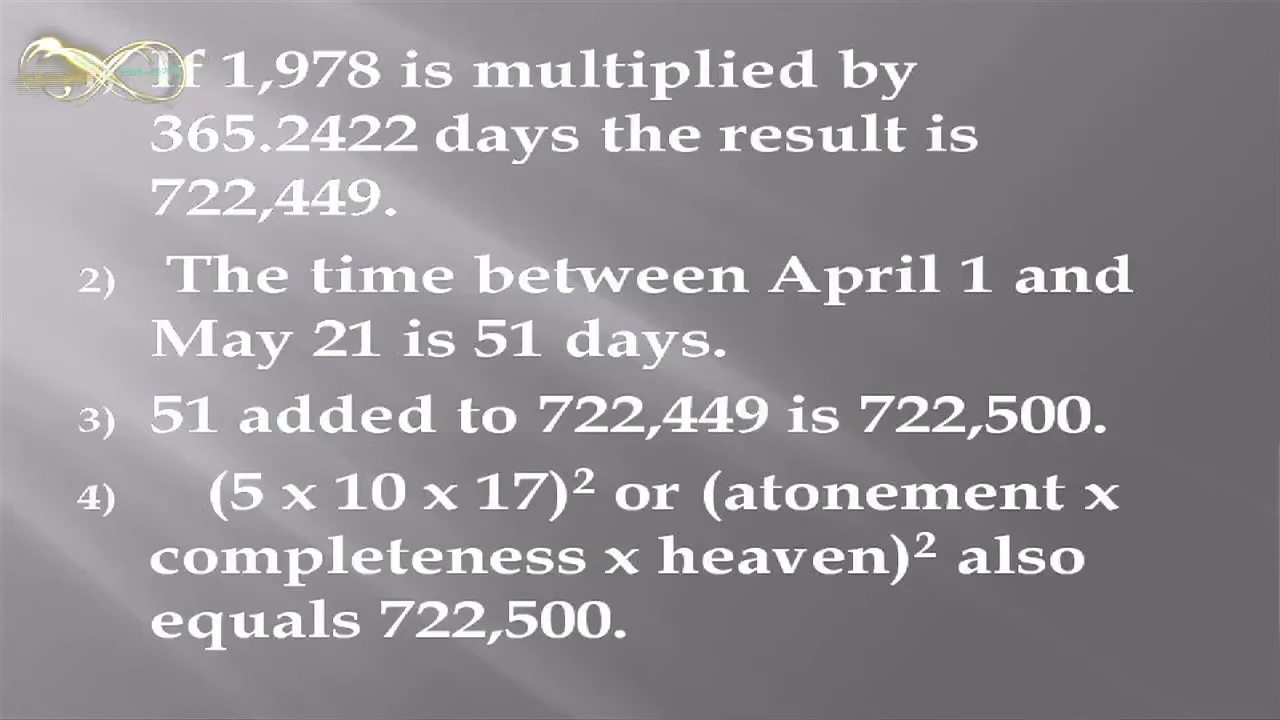 If 1,978 is multiplied by
365.2422 days the result is
722,449.
2) The time between April 1 and
May 21 is 51 days.
3) 51 added to 722,449 is 722,500.
4) (5 x 10 x 17)² or (atonement x
completeness x heaven)² also
equals 722,500.